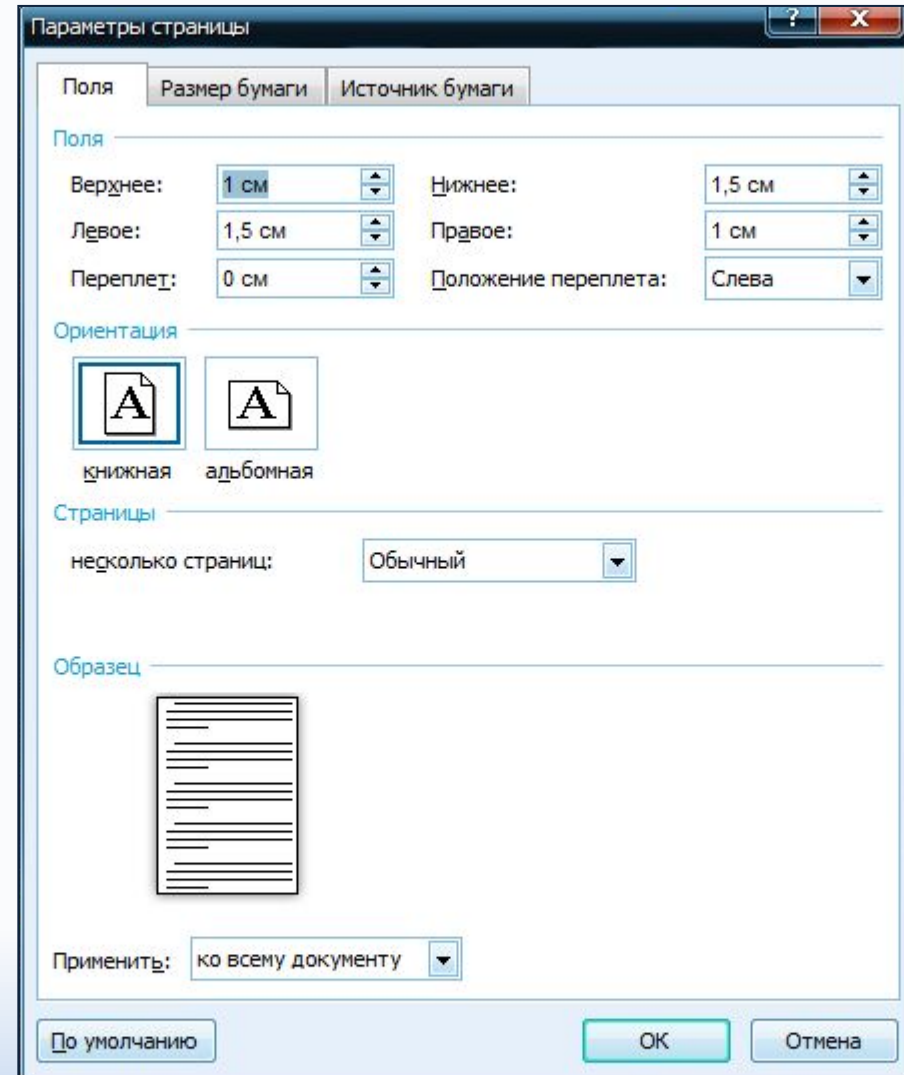 Параметры страницы
? X
Поля Размер бумаги Источник бумаги
Поля
Верхнее: 1 см Нижнее: 1,5 см
Левое: 1,5 см Правое: 1 см
Переплет: 0 см Положение переплета: Слева
Ориентация
A A
книжная альбомная
Страницы
несколько страниц: Обычный
Образец
Применить: ко всему документу
По умолчанию ОК Отмена